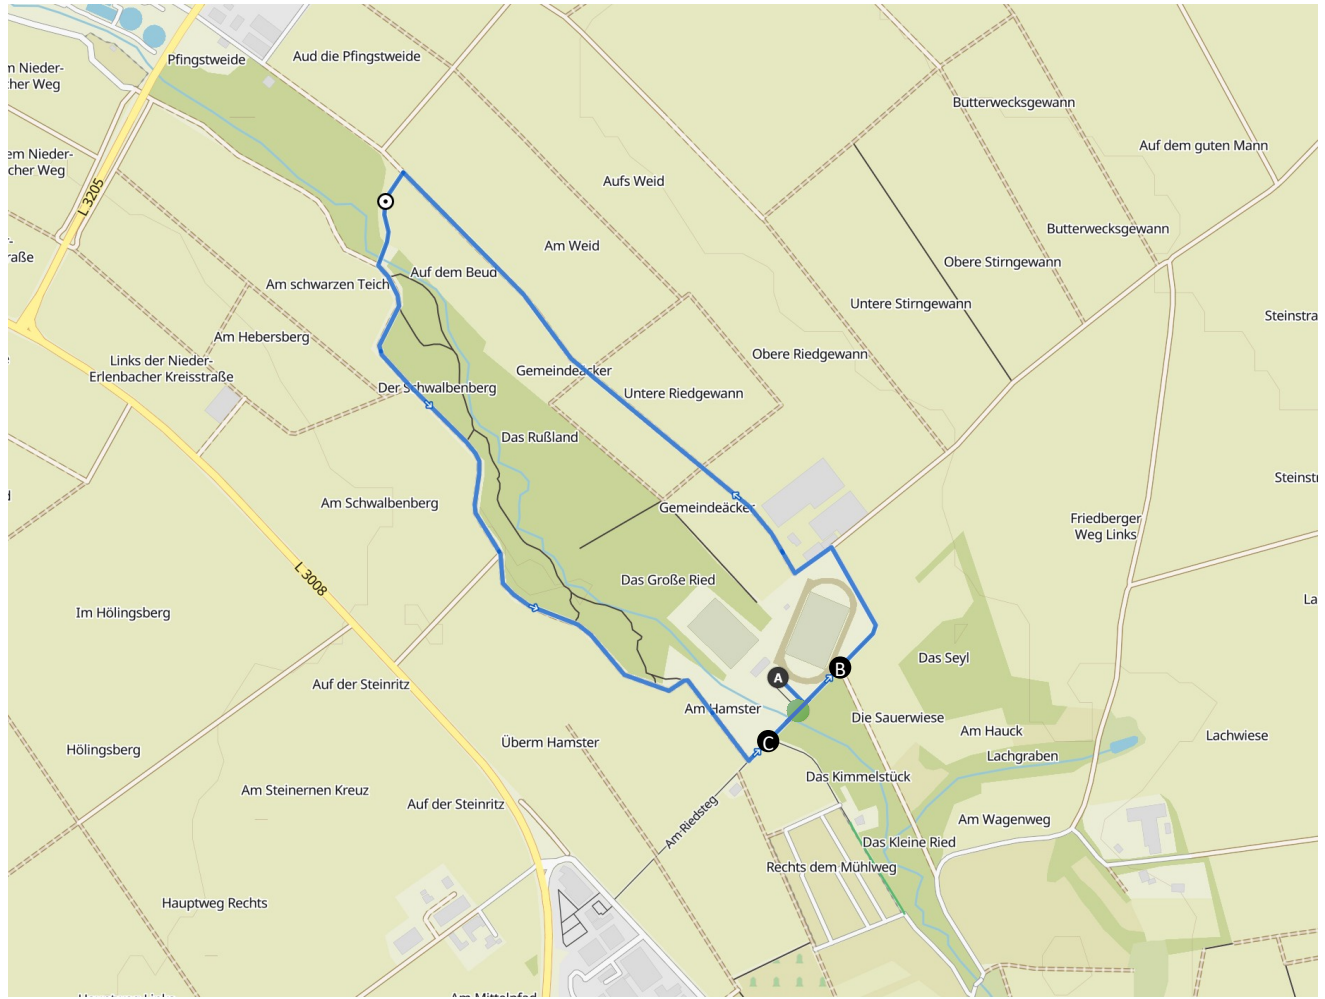 Pfingstweide
Aud die Pfingstweide
Nieder-
Weg
Butterwecksgewann
Auf dem guten Mann
em Nieder-
cher Weg
Aufs Weid
L 3205
Butterwecksgewann
Am Weid
Obere Stirngewann
Auf dem Beud
Am schwarzen Teich
Untere Stirngewann
Steinstra
Am Hebersberg
Obere Riedgewann
Links der Nieder-
Erlenbacher Kreisstraße
Gemeindeäcker
Der Schwalbenberg
Untere Riedgewann
Das Rußland
Steinst
Am Schwalbenberg
Gemeindeäcker
Friedberger
Weg Links
L 3008
Das Große Ried
Im Hölingsberg
La
Das Seyl
B
A
Auf der Steinritz
Am Hamster
Die Sauerwiese
Am Hauck
Lachwiese
C
Überm Hamster
Hölingsberg
Lachgraben
Das Kimmelstück
Am Steinernen Kreuz
Auf der Steinritz
Am Riedsteg
Am Wagenweg
Das Kleine Ried
Rechts dem Mühlweg
Hauptweg Rechts
Am Mittelpfad